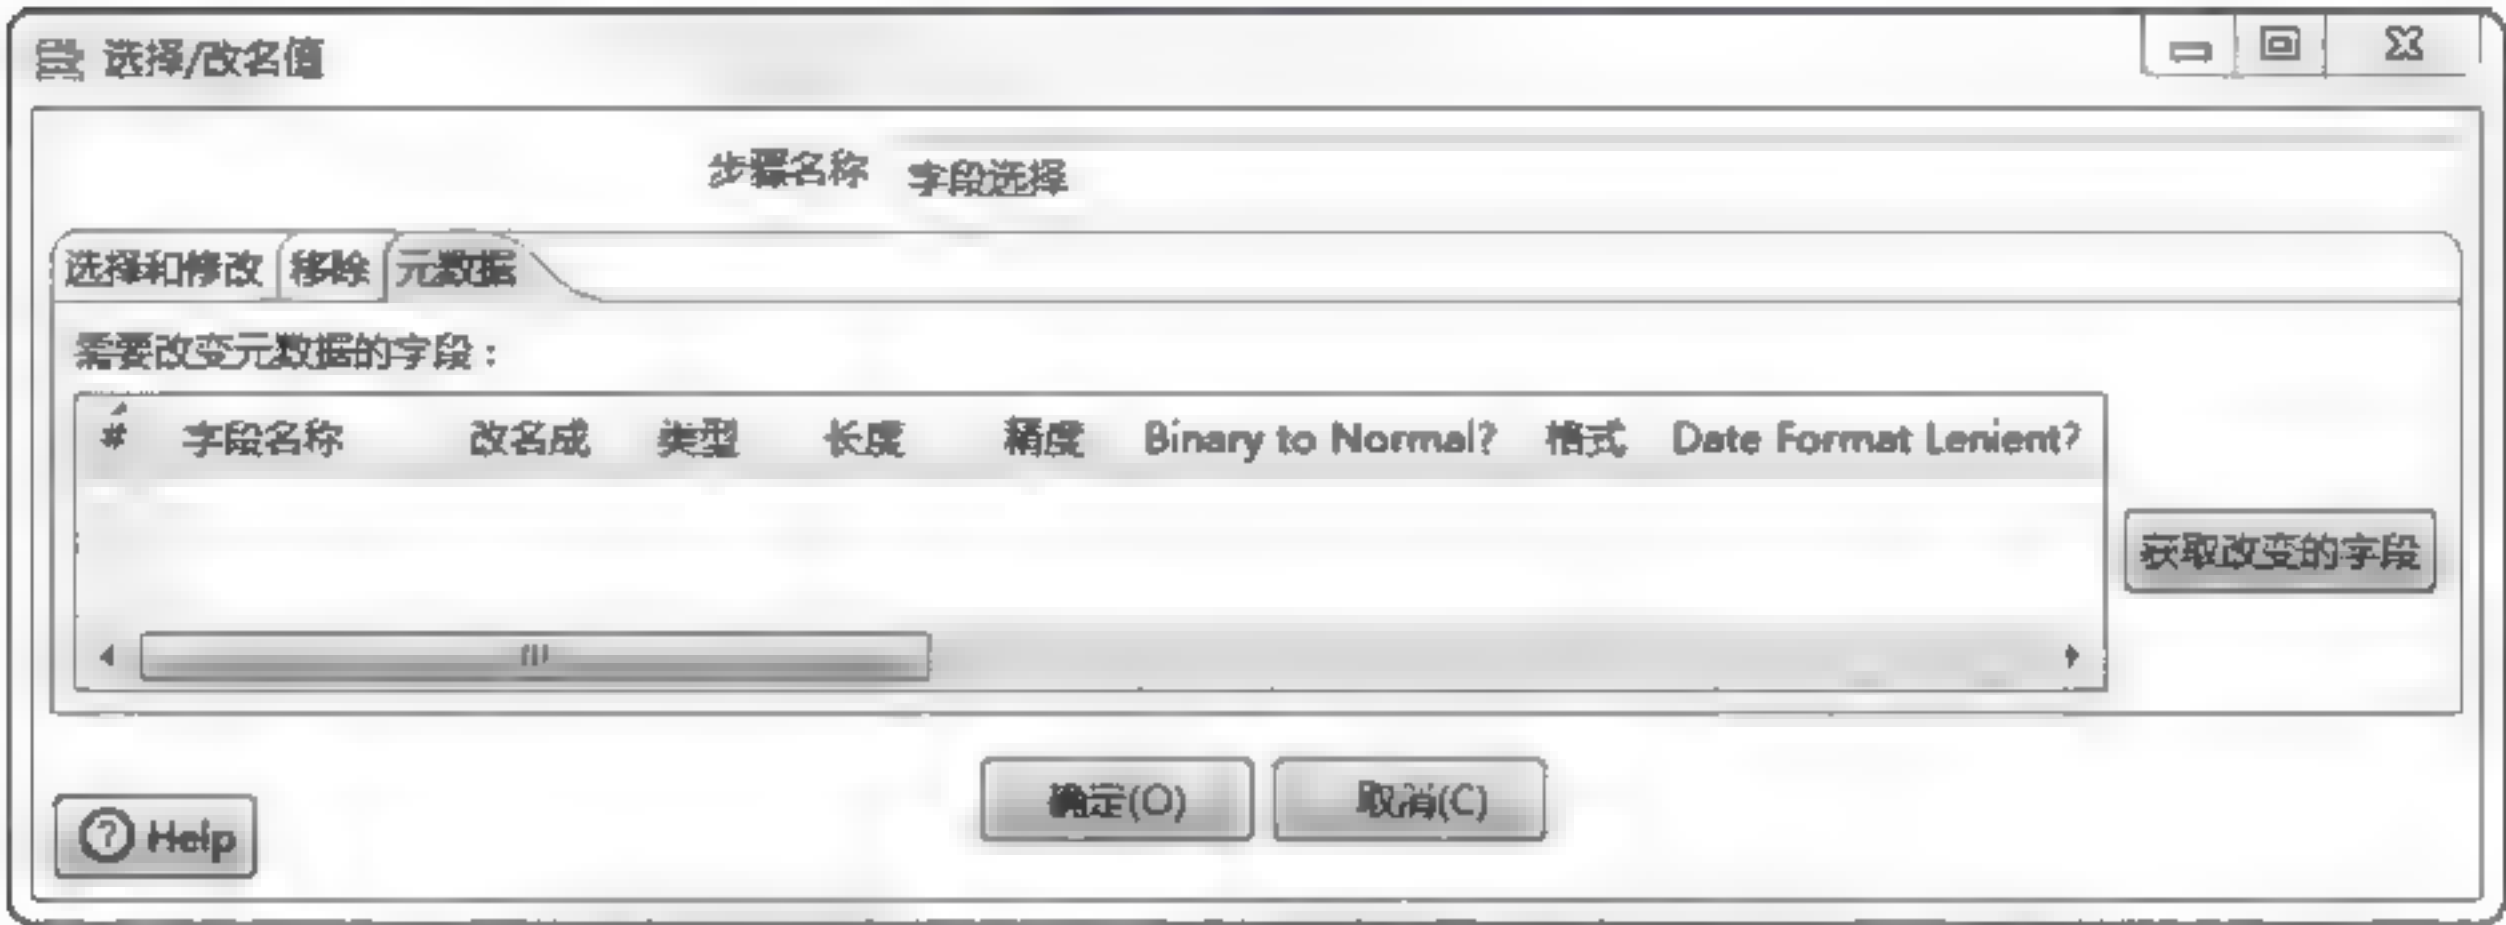 选择/改名值
步骤名称 字段选择
选择和修改 移除 元数据
需要改变元数据的字段：
# 字段名称 改名成 类型 长度 精度 Binary to Normal? 格式 Date Format Lenient?
获取改变的字段
确定(O) 取消(C)
Help